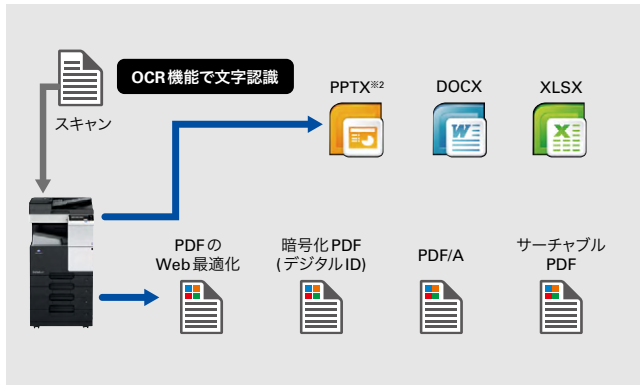 OCR機能で文字認識
スキャン
PPTX※2
DOCX
XLSX
PDFの
Web最適化
暗号化PDF
(デジタルID)
PDF/A
サーチャブル
PDF